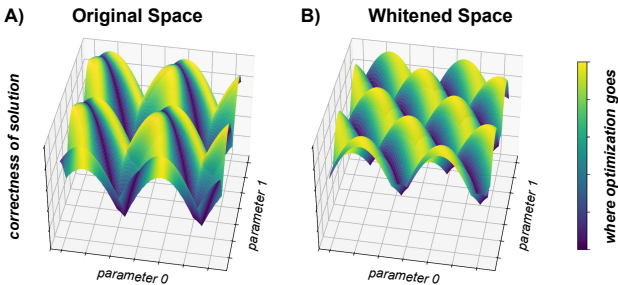 A) Original Space
B) Whitened Space
correctness of solution
parameter 0
parameter 1
parameter 0
parameter 1
where optimization goes